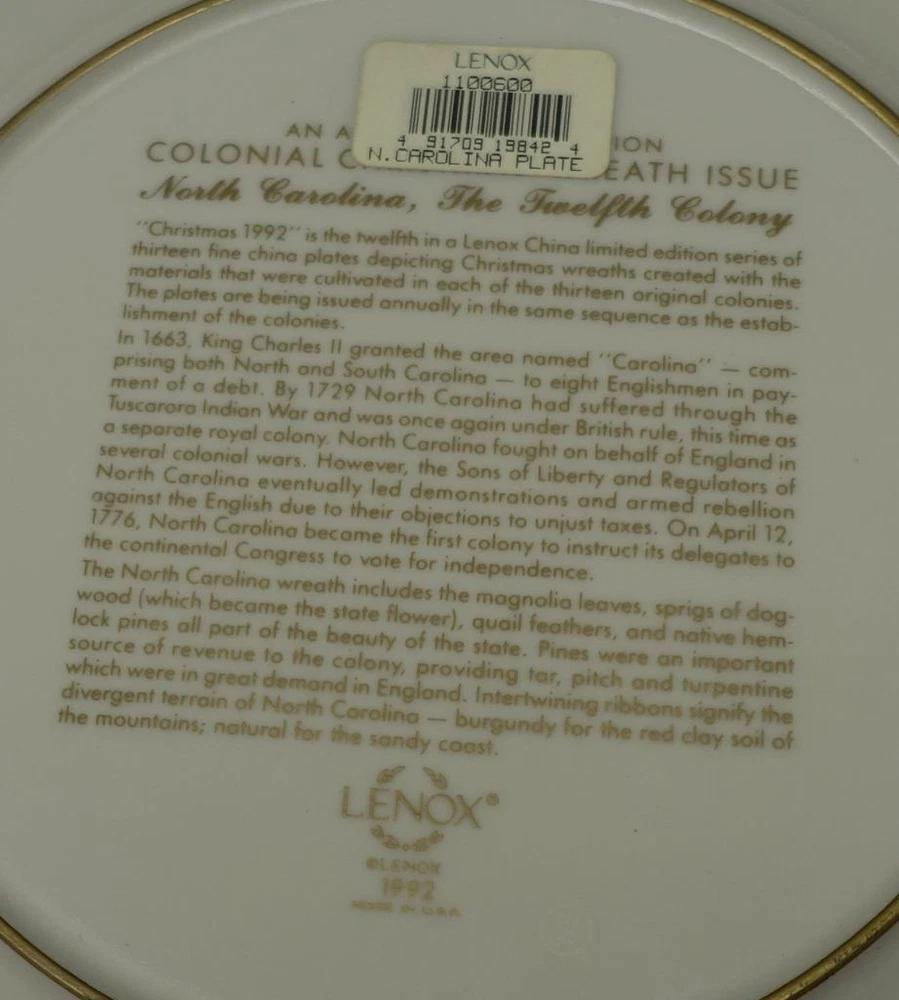 LENOX
1100600
4 91709 19842 4
N. CAROLINA PLATE
AN A ION
COLONIAL C EATH ISSUE
North Carolina, The Twelfth Colony
"Christmas 1992" is the twelfth in a Lenox China limited edition series of
thirteen fine china plates depicting Christmas wreaths created with the
materials that were cultivated in each of the thirteen original colonies.
The plates are being issued annually in the same sequence as the estab-
lishment of the colonies.
In 1663, King Charles II granted the area named "Carolina" — com-
prising both North and South Carolina — to eight Englishmen in pay-
ment of a debt. By 1729 North Carolina had suffered through the
Tuscarora Indian War and was once again under British rule, this time as
a separate royal colony. North Carolina fought on behalf of England in
several colonial wars. However, the Sons of Liberty and Regulators of
North Carolina eventually led demonstrations and armed rebellion
against the English due to their objections to unjust taxes. On April 12,
1776, North Carolina became the first colony to instruct its delegates to
the continental Congress to vote for independence.
The North Carolina wreath includes the magnolia leaves, sprigs of dog-
wood (which became the state flower), quail feathers, and native hem-
lock pines all part of the beauty of the state. Pines were an important
source of revenue to the colony, providing tar, pitch and turpentine
which were in great demand in England. Intertwining ribbons signify the
divergent terrain of North Carolina — burgundy for the red clay soil of
the mountains; natural for the sandy coast.
LENOX®
©LENOX
1992
MADE IN U.S.A.